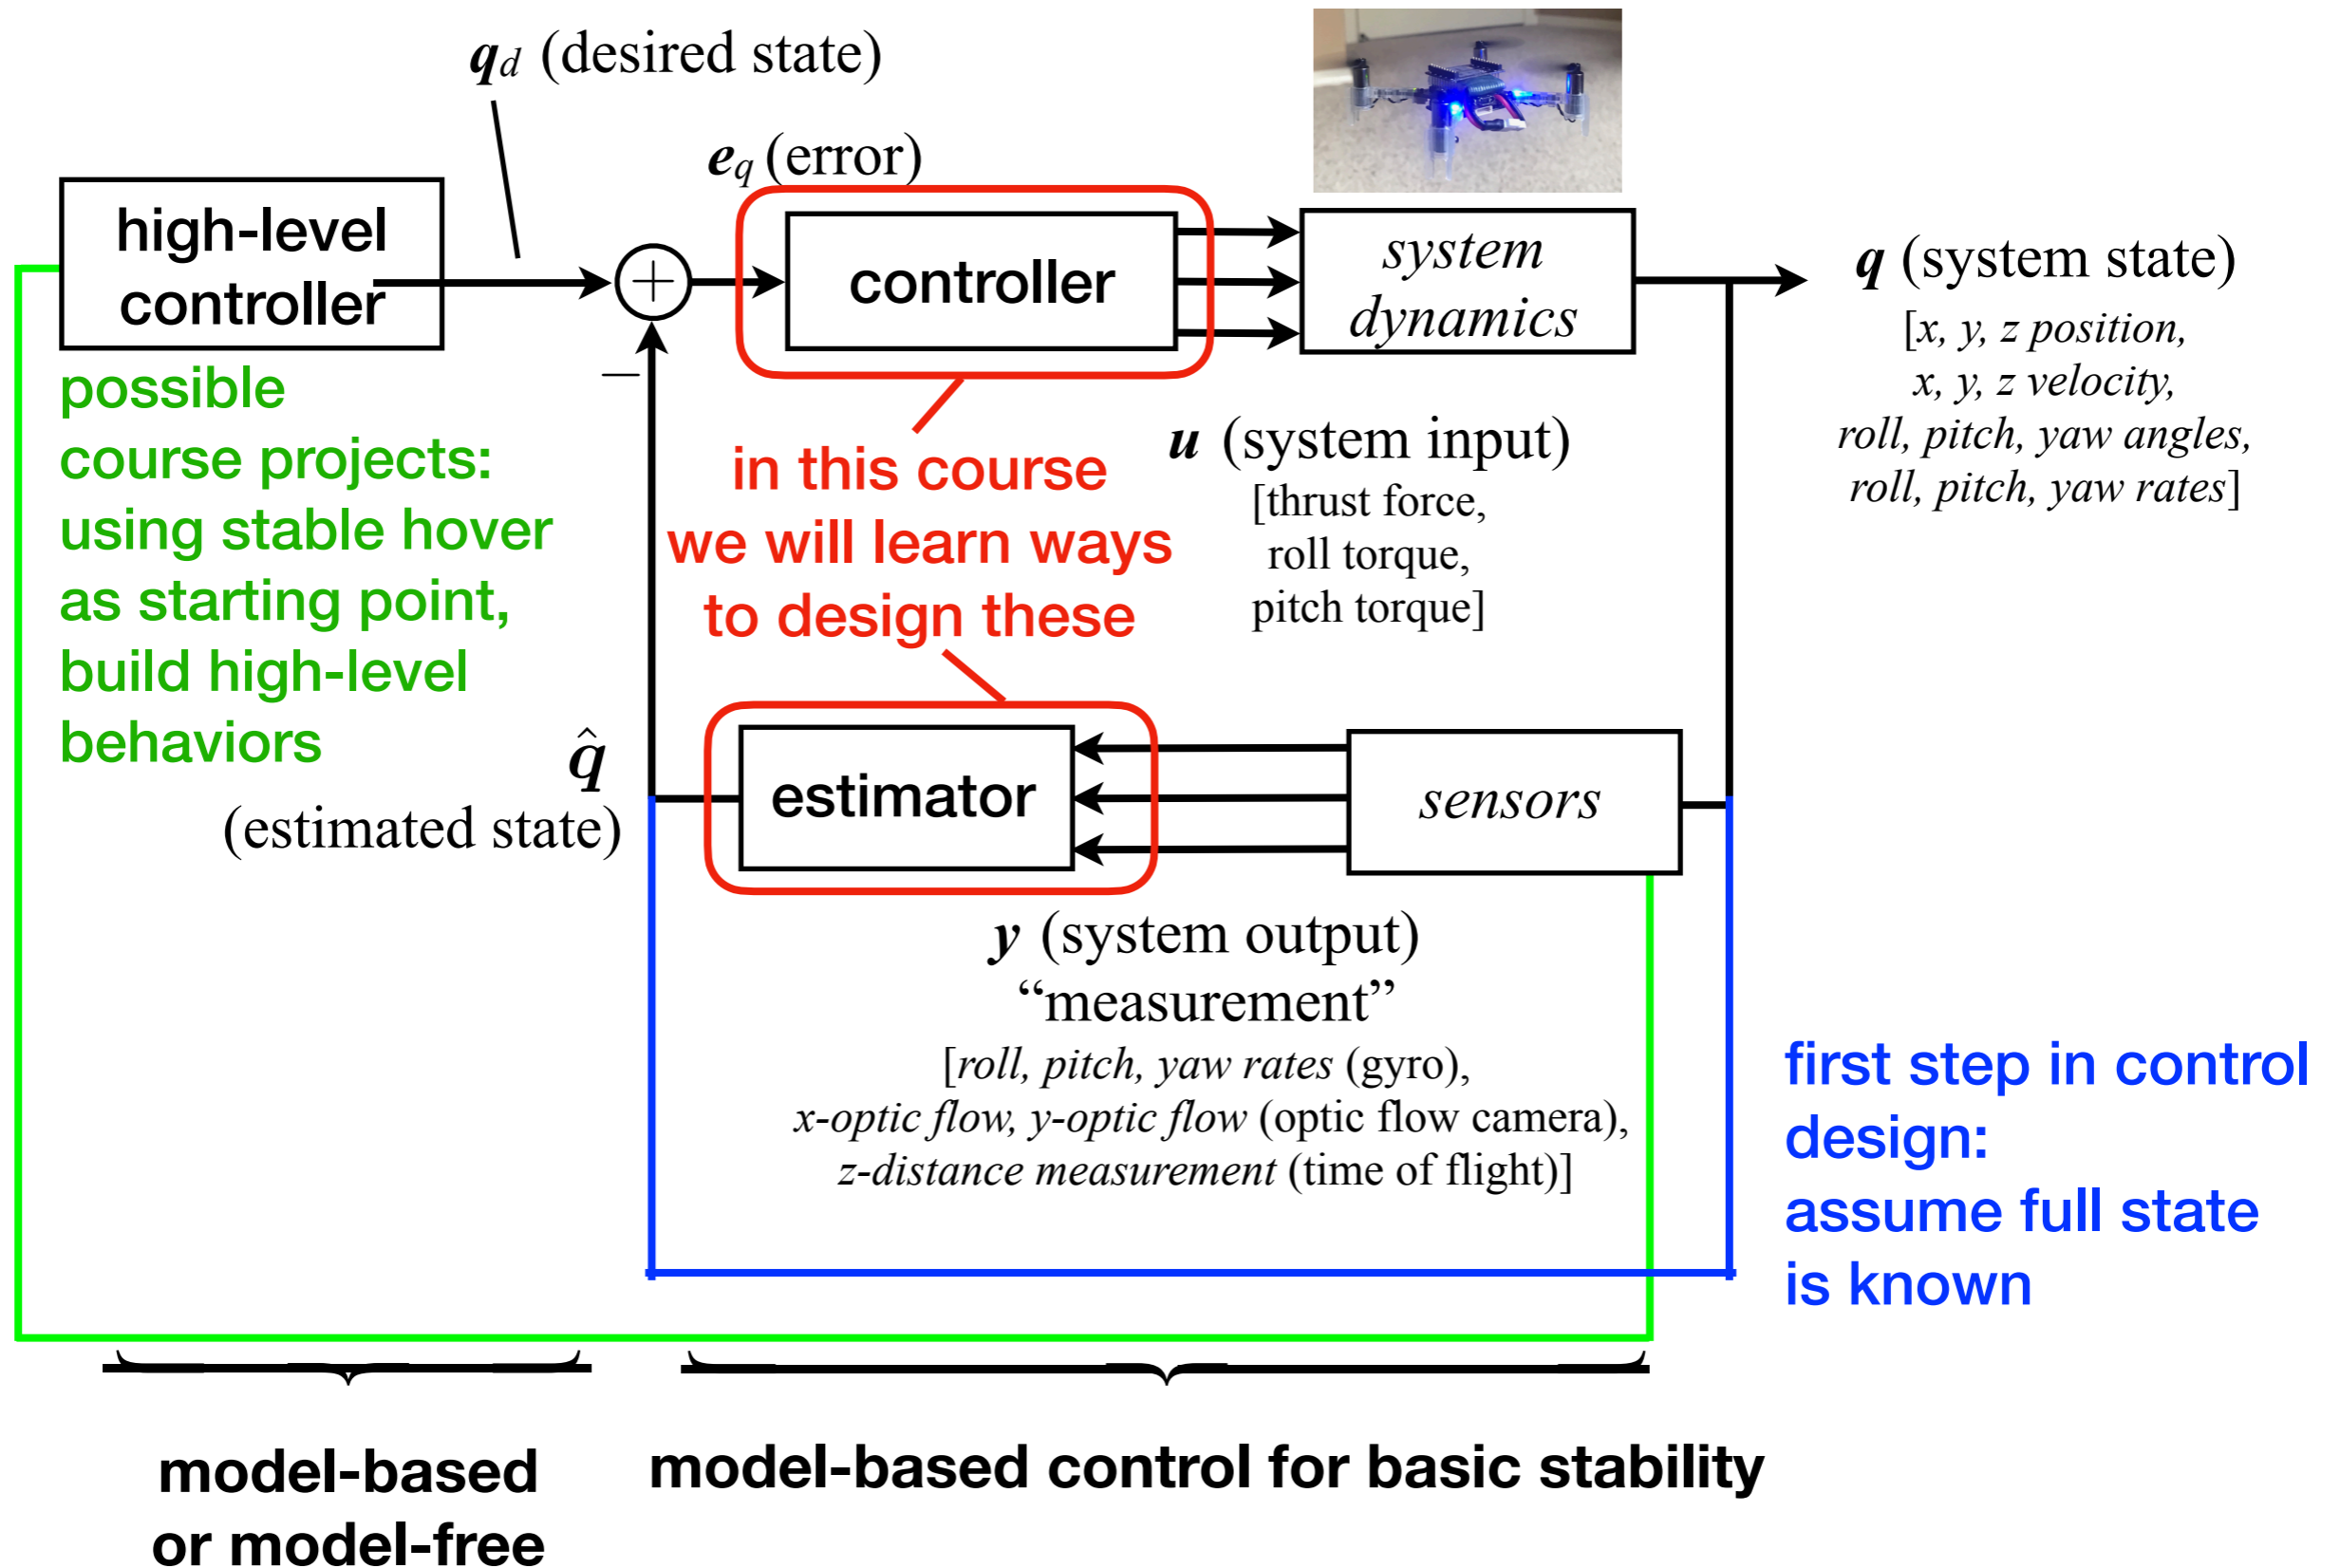 q_d (desired state)
e_q (error)
high-level
controller
+
controller
system
dynamics
q (system state)
[x, y, z position,
x, y, z velocity,
roll, pitch, yaw angles,
roll, pitch, yaw rates]
−
possible
course projects:
using stable hover
as starting point,
build high-level
behaviors
in this course
we will learn ways
to design these
u (system input)
[thrust force,
roll torque,
pitch torque]
q̂
(estimated state)
estimator
sensors
y (system output)
“measurement”
[roll, pitch, yaw rates (gyro),
x-optic flow, y-optic flow (optic flow camera),
z-distance measurement (time of flight)]
first step in control
design:
assume full state
is known
model-based
or model-free
model-based control for basic stability